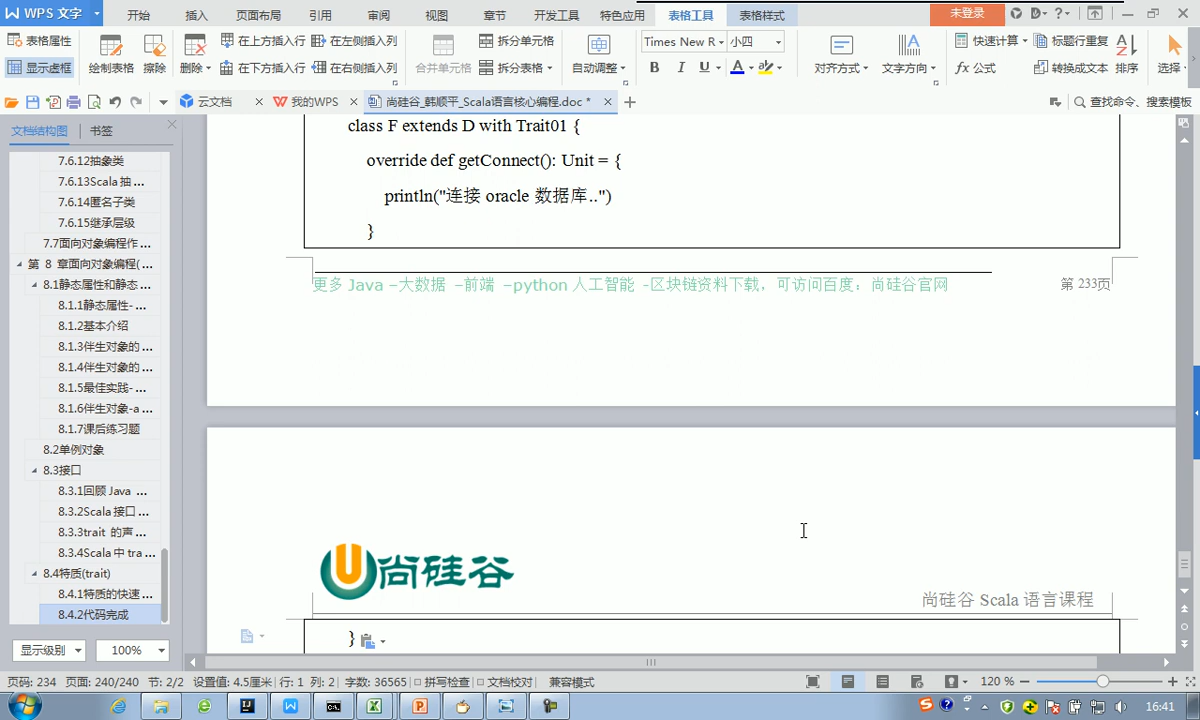 WPS 文字
开始
插入
页面布局
引用
审阅
视图
章节
开发工具
特色应用
表格工具
表格样式
未登录
表格属性
显示虚框
绘制表格
擦除
删除
在上方插入行
在下方插入行
在左侧插入列
在右侧插入列
合并单元格
拆分单元格
拆分表格
自动调整
Times New R
小四
B I U A
对齐方式
文字方向
快速计算
fx 公式
标题行重复
转换成文本
排序
选择
云文档
我的WPS
尚硅谷_韩顺平_Scala语言核心编程.doc *
查找命令、搜索模板
文档结构图
书签
7.6.12抽象类
7.6.13Scala 抽 ...
7.6.14匿名子类
7.6.15继承层级
7.7面向对象编程作 ...
第 8 章面向对象编程(...
8.1静态属性和静态 ...
8.1.1静态属性- ...
8.1.2基本介绍
8.1.3伴生对象的 ...
8.1.4伴生对象的 ...
8.1.5最佳实践- ...
8.1.6伴生对象-a ...
8.1.7课后练习题
8.2单例对象
8.3接口
8.3.1回顾 Java ...
8.3.2Scala 接口 ...
8.3.3trait 的声 ...
8.3.4Scala 中 tra ...
8.4特质(trait)
8.4.1特质的快速 ...
8.4.2代码完成
显示级别
100%
class F extends D with Trait01 {
override def getConnect(): Unit = {
println("连接 oracle 数据库..")
}
更多 Java –大数据 –前端 –python 人工智能 -区块链资料下载，可访问百度：尚硅谷官网
第 233页
尚硅谷
尚硅谷 Scala 语言课程
}
页码: 234 页面: 240/240 节: 2/2 设置值: 4.5厘米 行: 1 列: 2 字数: 36565 拼写检查 文档校对 兼容模式
120 %
16:41